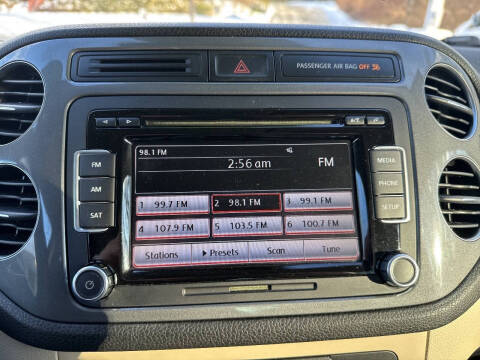 PASSENGER AIR BAG OFF
98.1 FM
2:56 am FM
FM
AM
SAT
MEDIA
PHONE
SETUP
1 99.7 FM 2 98.1 FM 3 99.1 FM
4 107.9 FM 5 103.5 FM 6 100.7 FM
Stations Presets Scan Tune